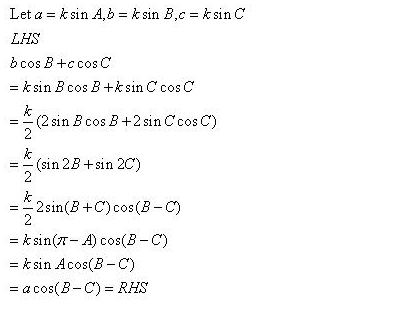 Let a = k sin A,b = k sin B,c = k sin C
LHS
b cos B + c cos C
= k sin B cos B + k sin C cos C
= k/2 (2 sin B cos B + 2 sin C cos C)
= k/2 (sin 2B + sin 2C)
= k/2 2 sin(B + C) cos(B − C)
= k sin(π − A) cos(B − C)
= k sin A cos(B − C)
= a cos(B − C) = RHS